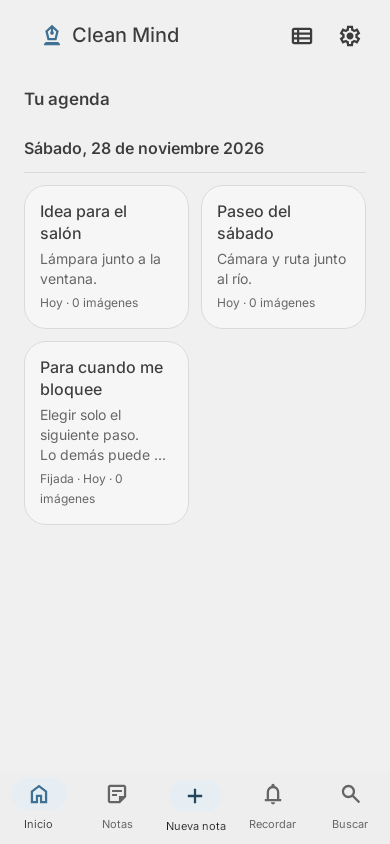 Clean Mind
Tu agenda
Sábado, 28 de noviembre 2026
Idea para el
salón
Lámpara junto a la
ventana.
Hoy · 0 imágenes
Paseo del
sábado
Cámara y ruta junto
al río.
Hoy · 0 imágenes
Para cuando me
bloquee
Elegir solo el
siguiente paso.
Lo demás puede ...
Fijada · Hoy · 0
imágenes
Inicio
Notas
Nueva nota
Recordar
Buscar